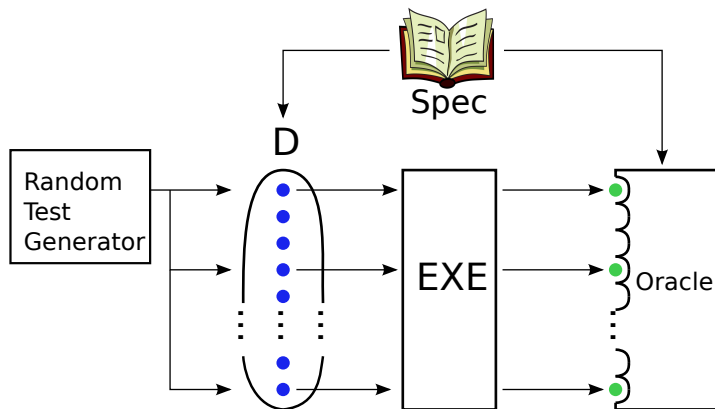 Spec
D
Random
Test
Generator
EXE
Oracle